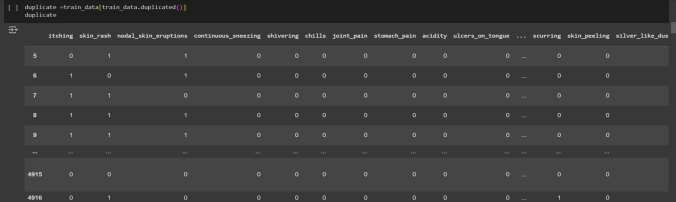 [ ] duplicate =train_data[train_data.duplicated()]
duplicate
itching skin_rash nodal_skin_eruptions continuous_sneezing shivering chills joint_pain stomach_pain acidity ulcers_on_tongue ... scurring skin_peeling silver_like_dus
5 0 1 1 0 0 0 0 0 0 0 ... 0 0
6 1 0 1 0 0 0 0 0 0 0 ... 0 0
7 1 1 0 0 0 0 0 0 0 0 ... 0 0
8 1 1 1 0 0 0 0 0 0 0 ... 0 0
9 1 1 1 0 0 0 0 0 0 0 ... 0 0
... ... ... ... ... ... ... ... ... ... ... ... ... ...
4915 0 0 0 0 0 0 0 0 0 0 ... 0 0
4916 0 1 0 0 0 0 0 0 0 0 ... 1 0